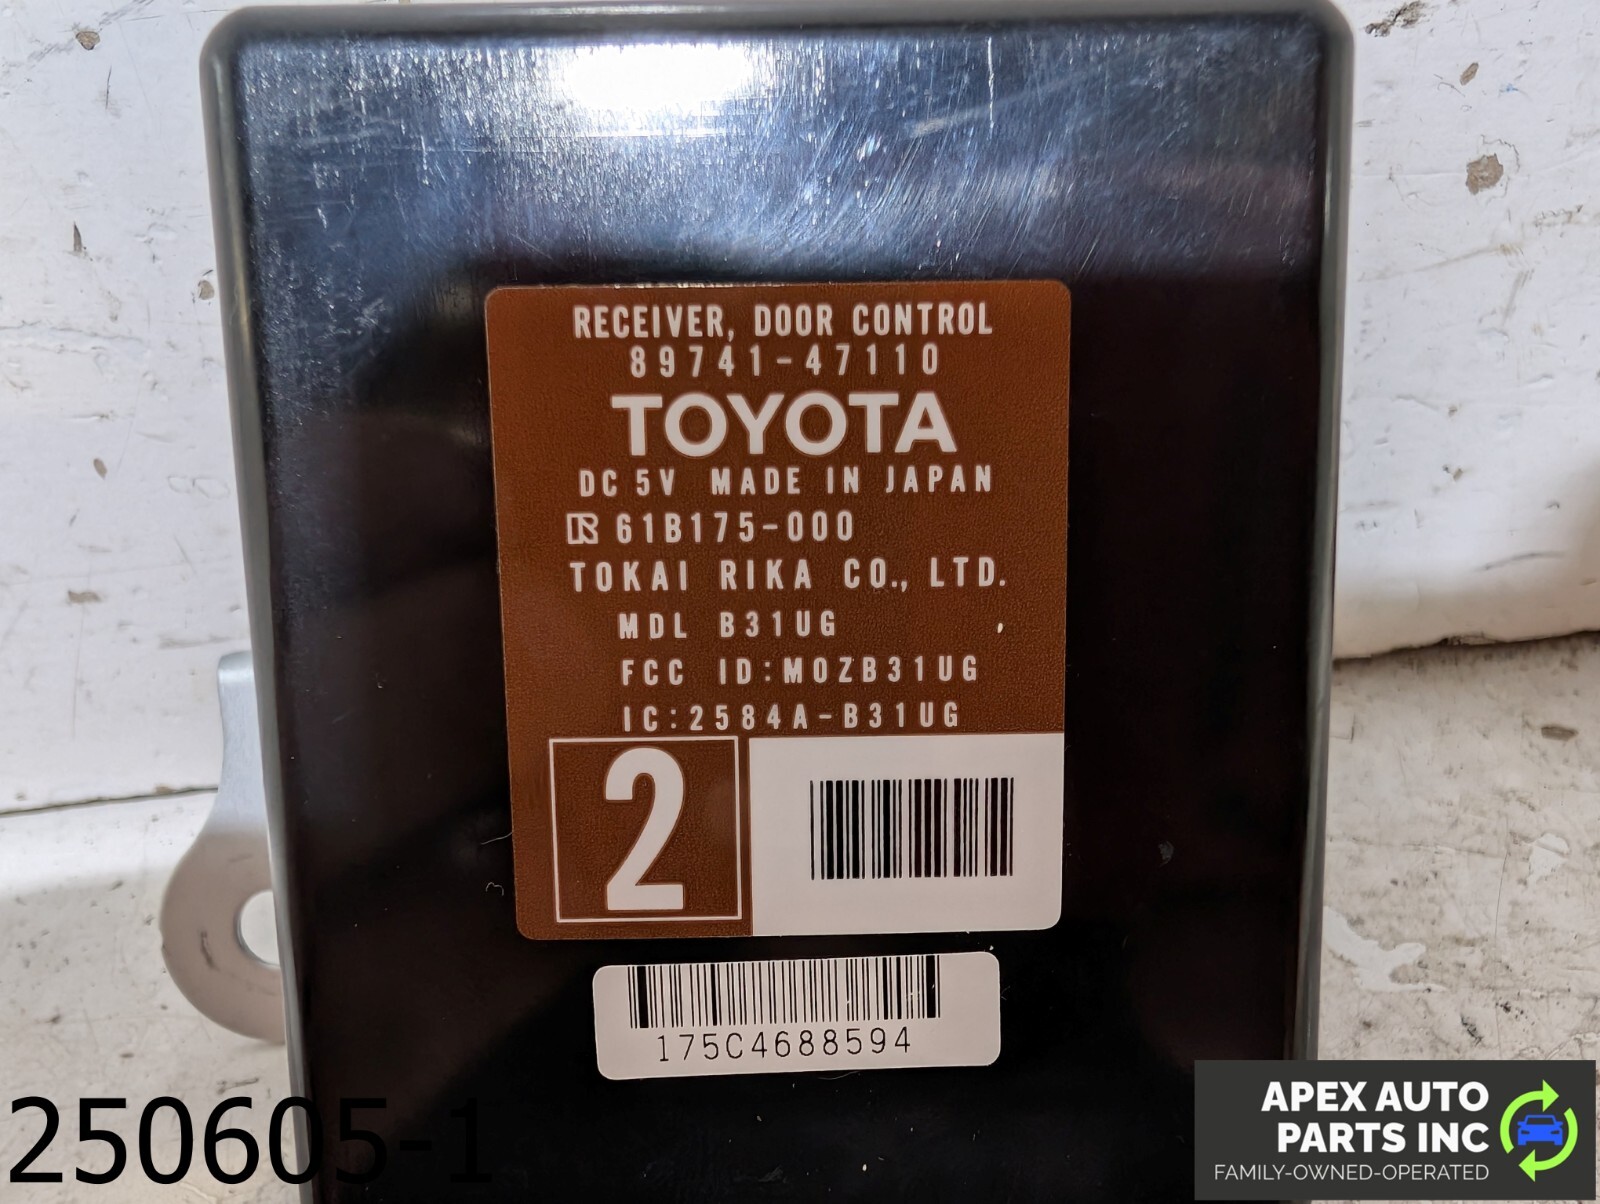 RECEIVER, DOOR CONTROL
89741-47110
TOYOTA
DC 5V MADE IN JAPAN
61B175-000
TOKAI RIKA CO., LTD.
MDL B31UG
FCC ID:MOZB31UG
IC:2584A-B31UG
2
175C4688594
250605-1
APEX AUTO
PARTS INC
FAMILY-OWNED-OPERATED